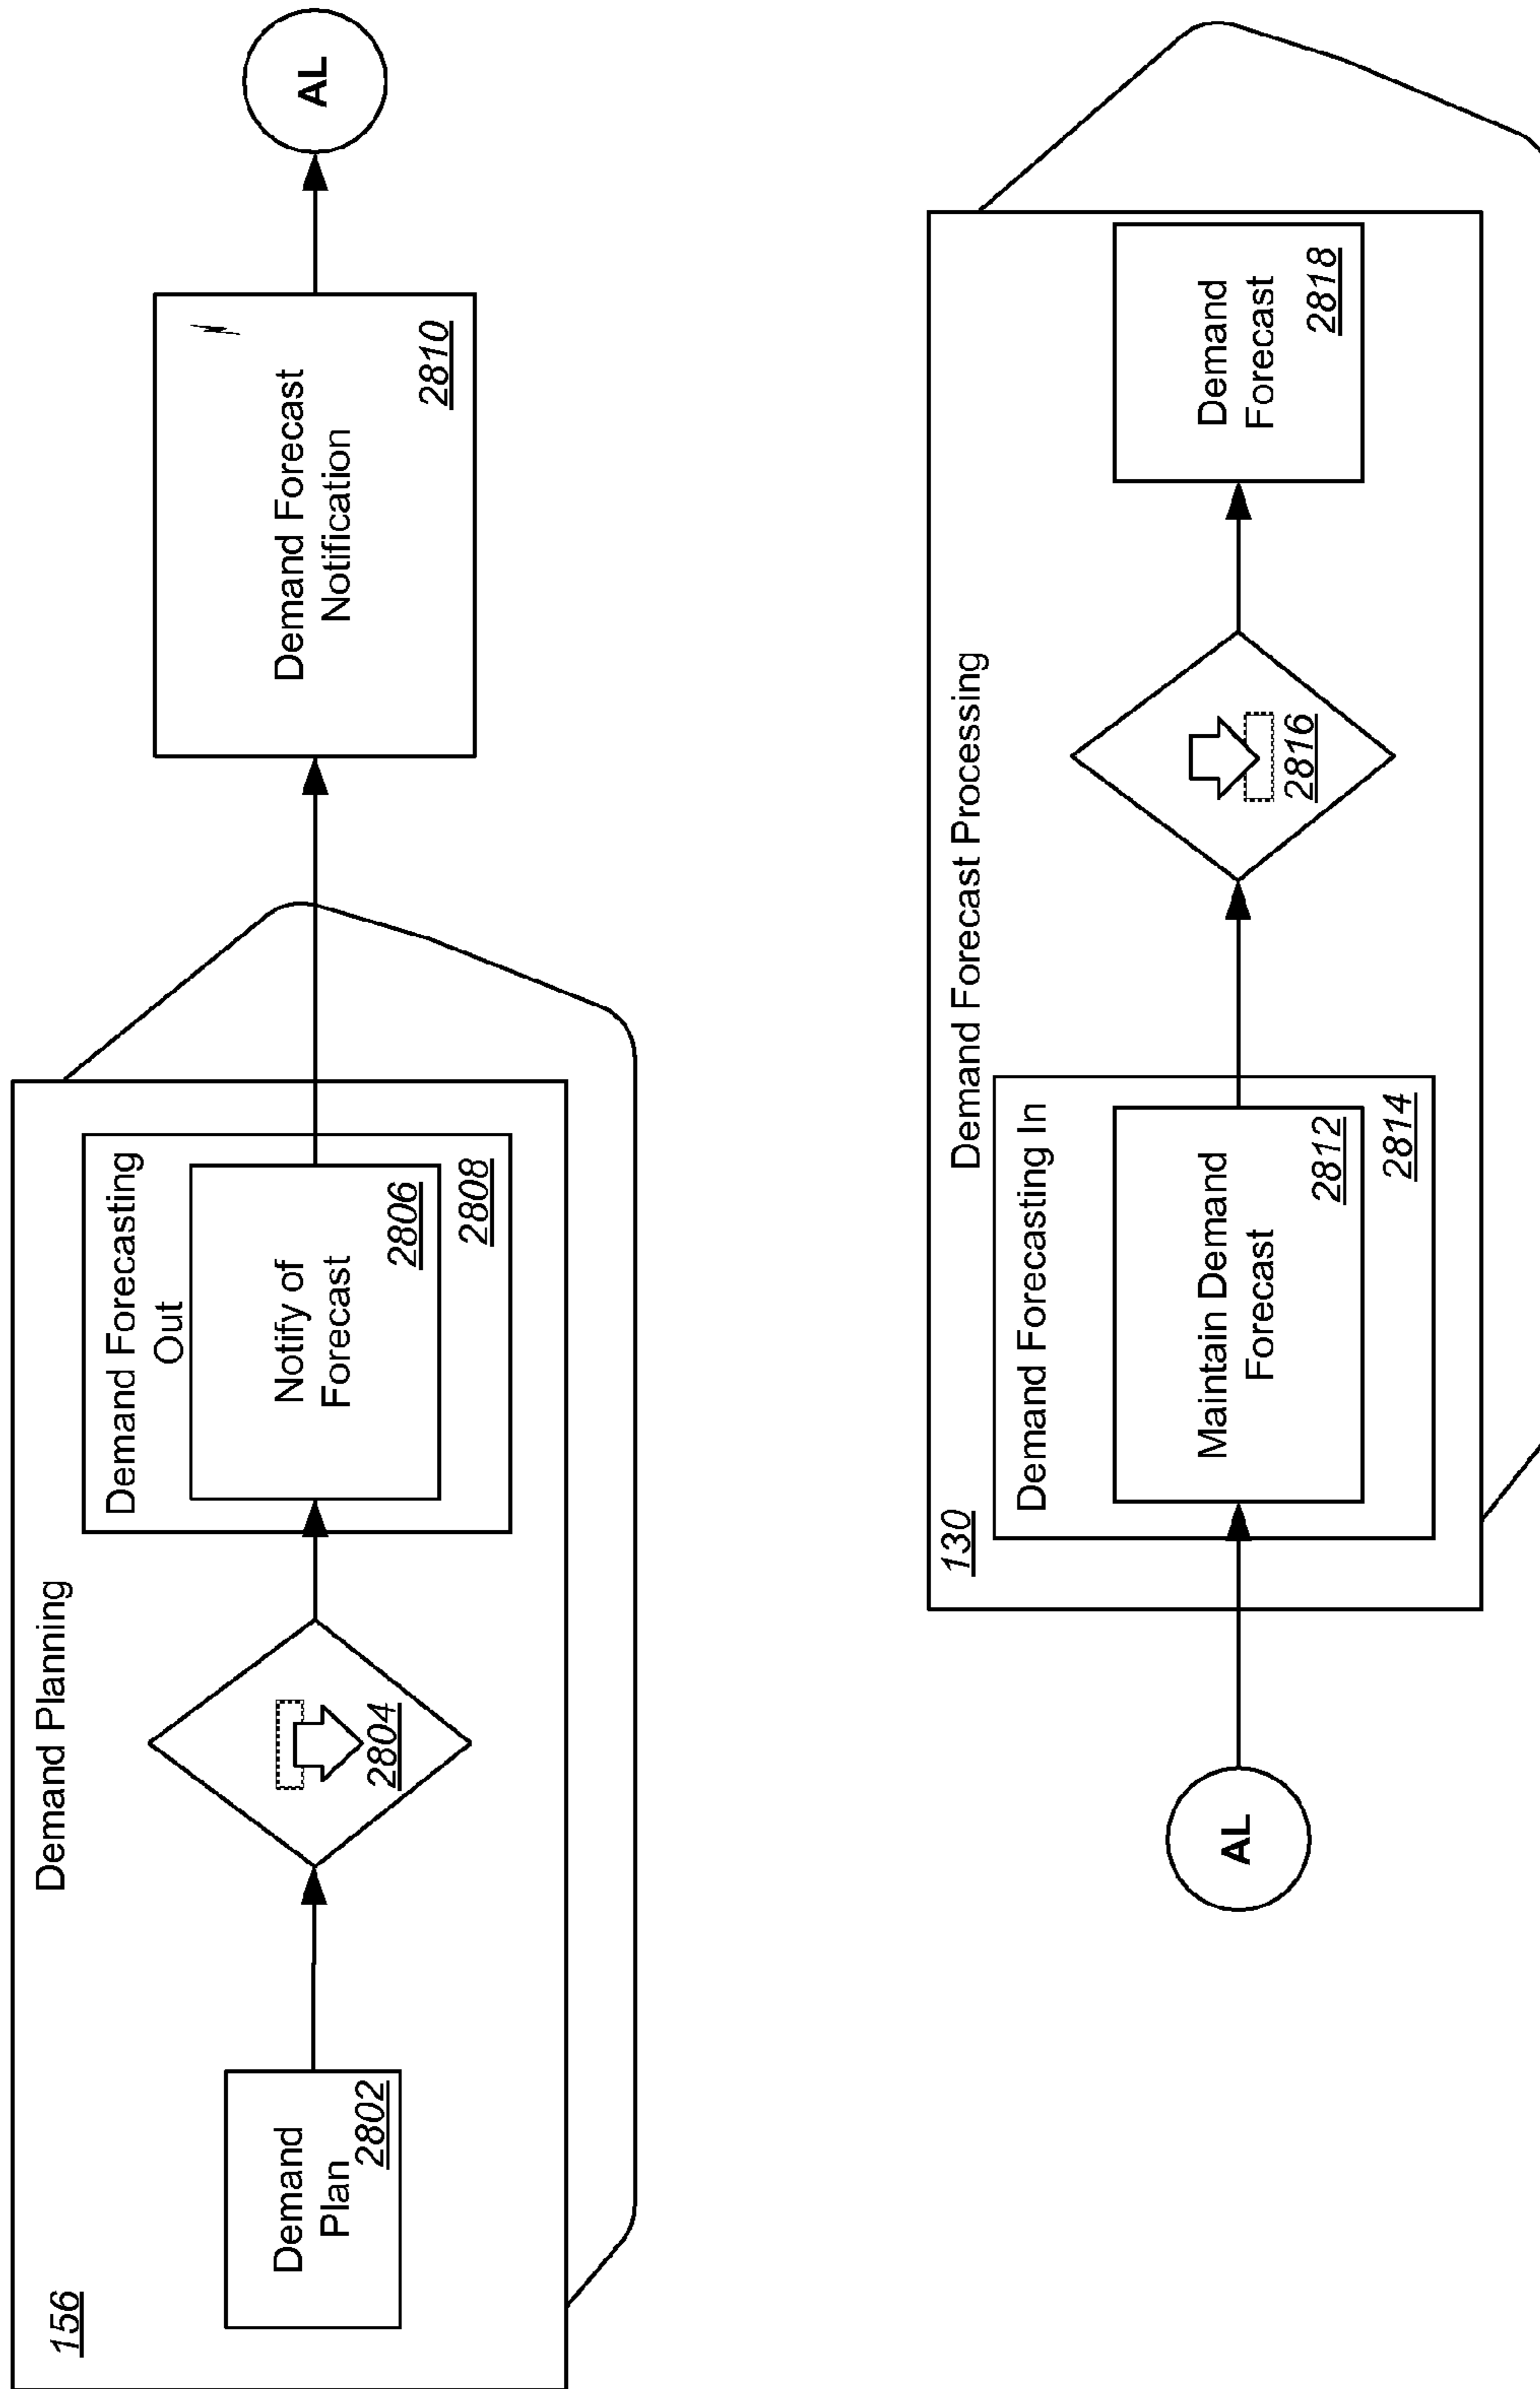 156
Demand Planning
Demand
Plan
2802
2804
Demand Forecasting
Out
Notify of
Forecast
2806
2808
Demand Forecast
Notification
2810
AL
AL
130
Demand Forecast Processing
Demand Forecasting In
Maintain Demand
Forecast
2812
2814
2816
Demand
Forecast
2818